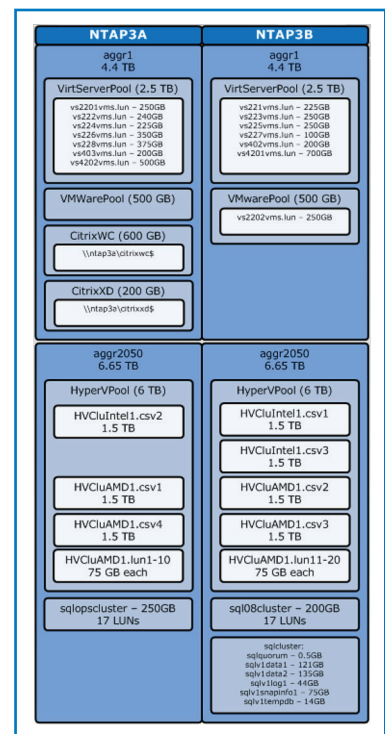 NTAP3A
aggr1
4.4 TB
VirtServerPool (2.5 TB)
vs2201vms.lun – 250GB
vs222vms.lun – 240GB
vs224vms.lun – 225GB
vs226vms.lun – 350GB
vs228vms.lun – 375GB
vs403vms.lun – 200GB
vs4202vms.lun – 500GB
VMWarePool (500 GB)
CitrixWC (600 GB)
\\ntap3a\citrixwc$
CitrixXD (200 GB)
\\ntap3a\citrixxd$
aggr2050
6.65 TB
HyperVPool (6 TB)
HVCluIntel1.csv2
1.5 TB
HVCluAMD1.csv1
1.5 TB
HVCluAMD1.csv4
1.5 TB
HVCluAMD1.lun1-10
75 GB each
sqlopscluster – 250GB
17 LUNs
NTAP3B
aggr1
4.4 TB
VirtServerPool (2.5 TB)
vs221vms.lun – 225GB
vs223vms.lun – 250GB
vs225vms.lun – 250GB
vs227vms.lun – 100GB
vs402vms.lun – 200GB
vs4201vms.lun – 700GB
VMwarePool (500 GB)
vs2202vms.lun – 250GB
aggr2050
6.65 TB
HyperVPool (6 TB)
HVCluIntel1.csv1
1.5 TB
HVCluIntel1.csv3
1.5 TB
HVCluAMD1.csv2
1.5 TB
HVCluAMD1.csv3
1.5 TB
HVCluAMD1.lun11-20
75 GB each
sql08cluster – 200GB
17 LUNs
sqlcluster:
sqlquorum – 0.5GB
sqlv1data1 – 121GB
sqlv1data2 – 135GB
sqlv1log1 – 44GB
sqlv1snapinfo1 – 75GB
sqlv1tempdb – 14GB